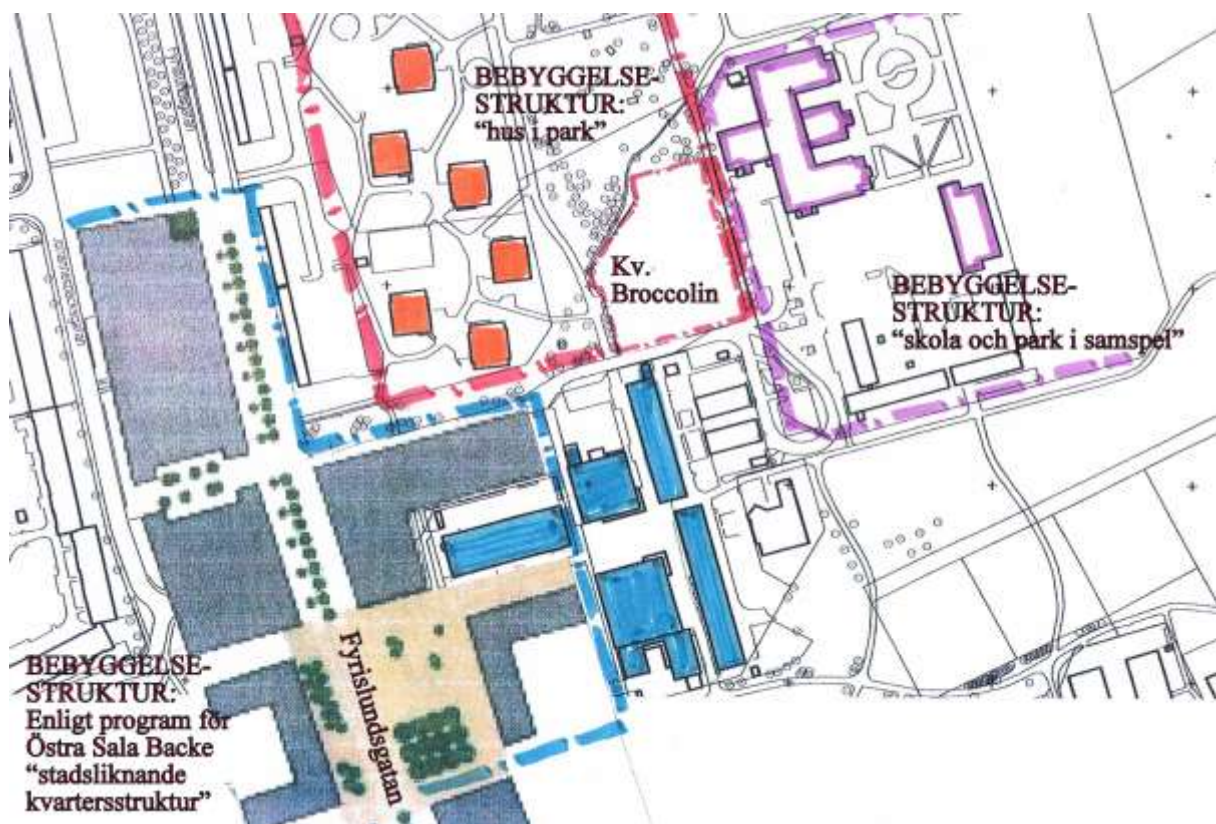 BEBYGGELSE-
STRUKTUR:
“hus i park”
Kv.
Broccolin
BEBYGGELSE-
STRUKTUR:
“skola och park i samspel”
Fyrislundsgatan
BEBYGGELSE-
STRUKTUR:
Enligt program för
Östra Sala Backe
“stadsliknande
kvartersstruktur”